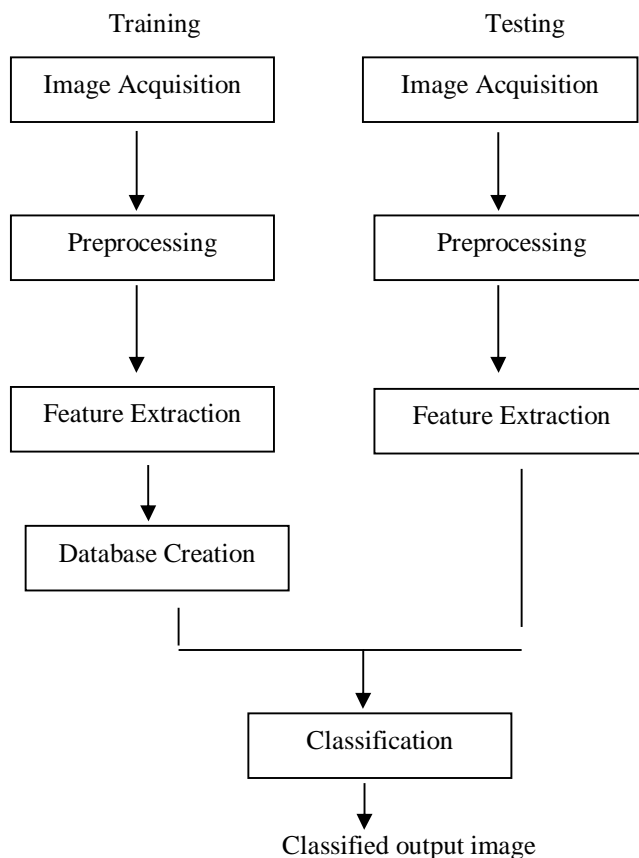 Training
Testing
Image Acquisition
Image Acquisition
Preprocessing
Preprocessing
Feature Extraction
Feature Extraction
Database Creation
Classification
Classified output image